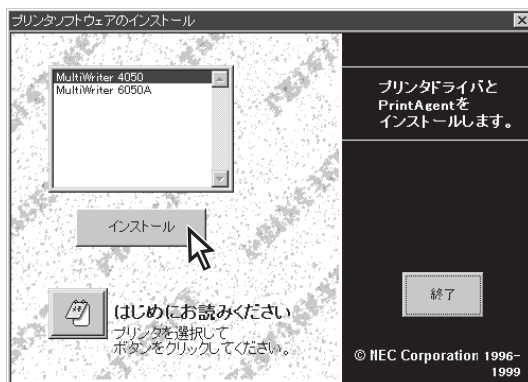 プリンタソフトウェアのインストール
MultiWriter 4050
MultiWriter 6050A
インストール
はじめにお読みください
プリンタを選択して
ボタンをクリックしてください。
プリンタドライバと
PrintAgentを
インストールします。
終了
© NEC Corporation 1996-
1999